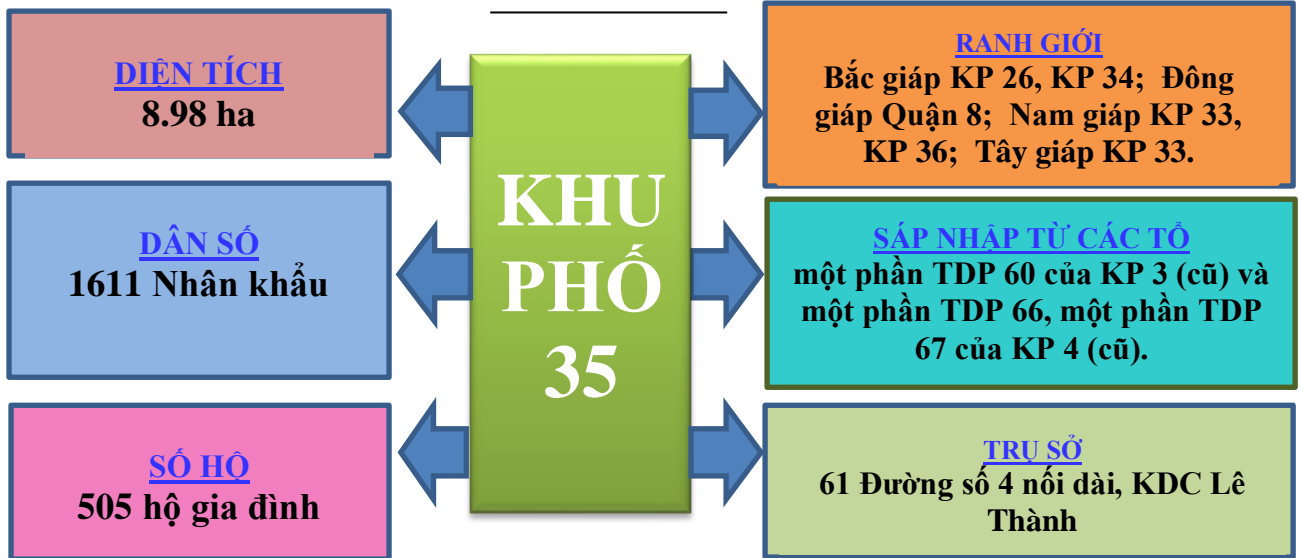 DIỆN TÍCH
8.98 ha
DÂN SỐ
1611 Nhân khẩu
SỐ HỘ
505 hộ gia đình
KHU
PHỐ
35
RANH GIỚI
Bắc giáp KP 26, KP 34; Đông
giáp Quận 8; Nam giáp KP 33,
KP 36; Tây giáp KP 33.
SÁP NHẬP TỪ CÁC TỔ
một phần TDP 60 của KP 3 (cũ) và
một phần TDP 66, một phần TDP
67 của KP 4 (cũ).
TRỤ SỞ
61 Đường số 4 nối dài, KDC Lê
Thành